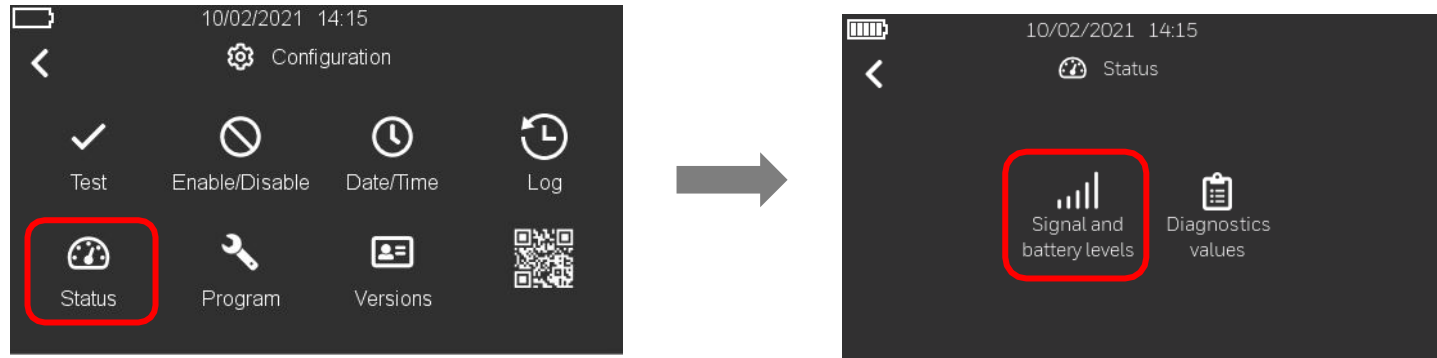 10/02/2021 14:15
Configuration
Test
Enable/Disable
Date/Time
Log
Status
Program
Versions
10/02/2021 14:15
Status
Signal and
battery levels
Diagnostics
values